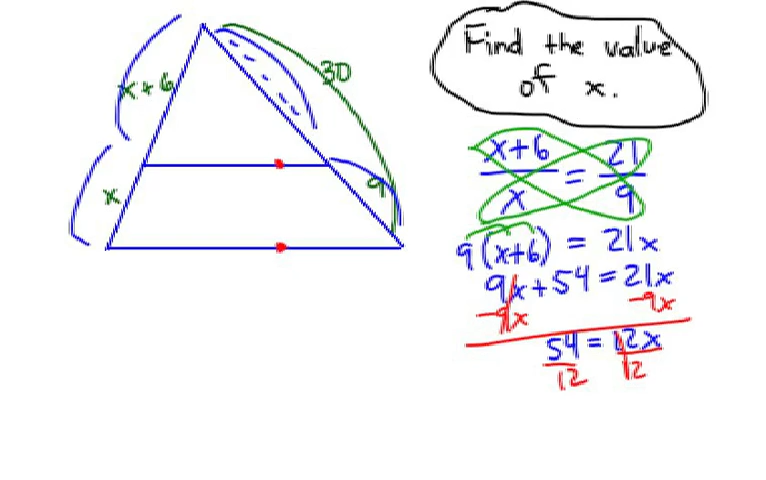 Find the value
of x.
x+6
30
x
9
x+6 / x = 21 / 9
9(x+6) = 21x
9x+54=21x
-9x -9x
54 = 12x
12 12